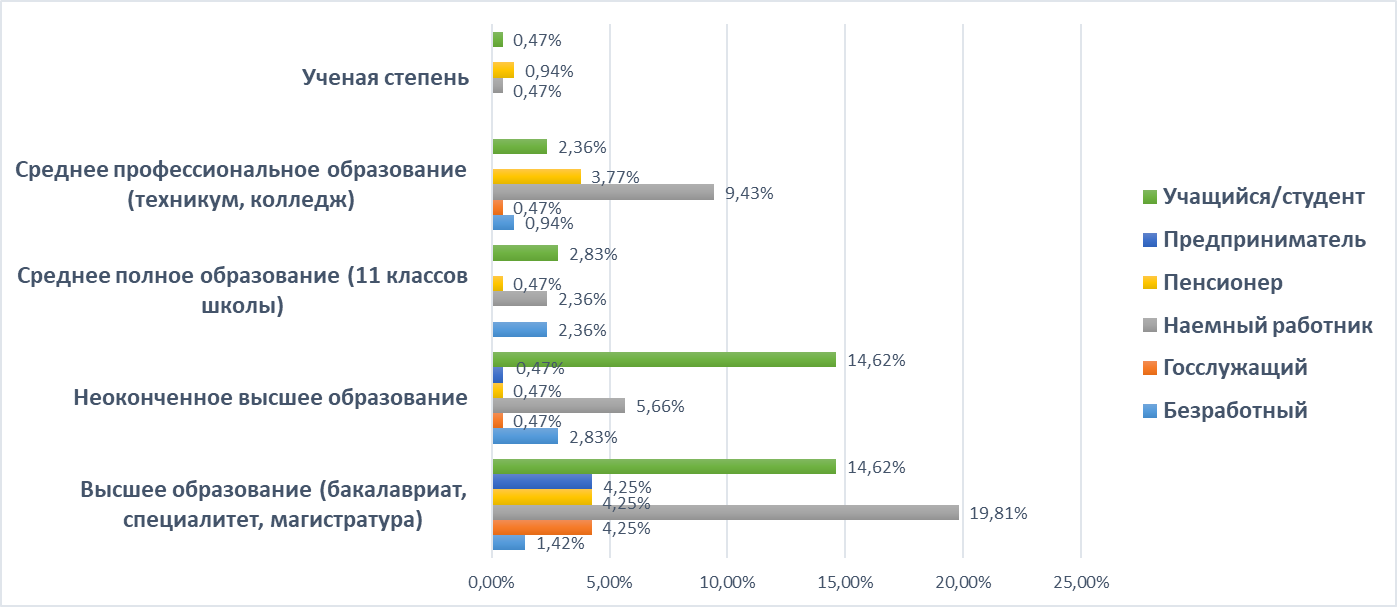 0,47%
Ученая степень
0,94%
0,47%
2,36%
Среднее профессиональное образование
(техникум, колледж)
3,77%
9,43%
0,47%
0,94%
2,83%
Среднее полное образование (11 классов
школы)
0,47%
2,36%
2,36%
14,62%
0,47%
Неоконченное высшее образование
0,47%
5,66%
0,47%
2,83%
14,62%
Высшее образование (бакалавриат,
специалитет, магистратура)
4,25%
4,25%
19,81%
4,25%
1,42%
0,00% 5,00% 10,00% 15,00% 20,00% 25,00%
Учащийся/студент
Предприниматель
Пенсионер
Наемный работник
Госслужащий
Безработный